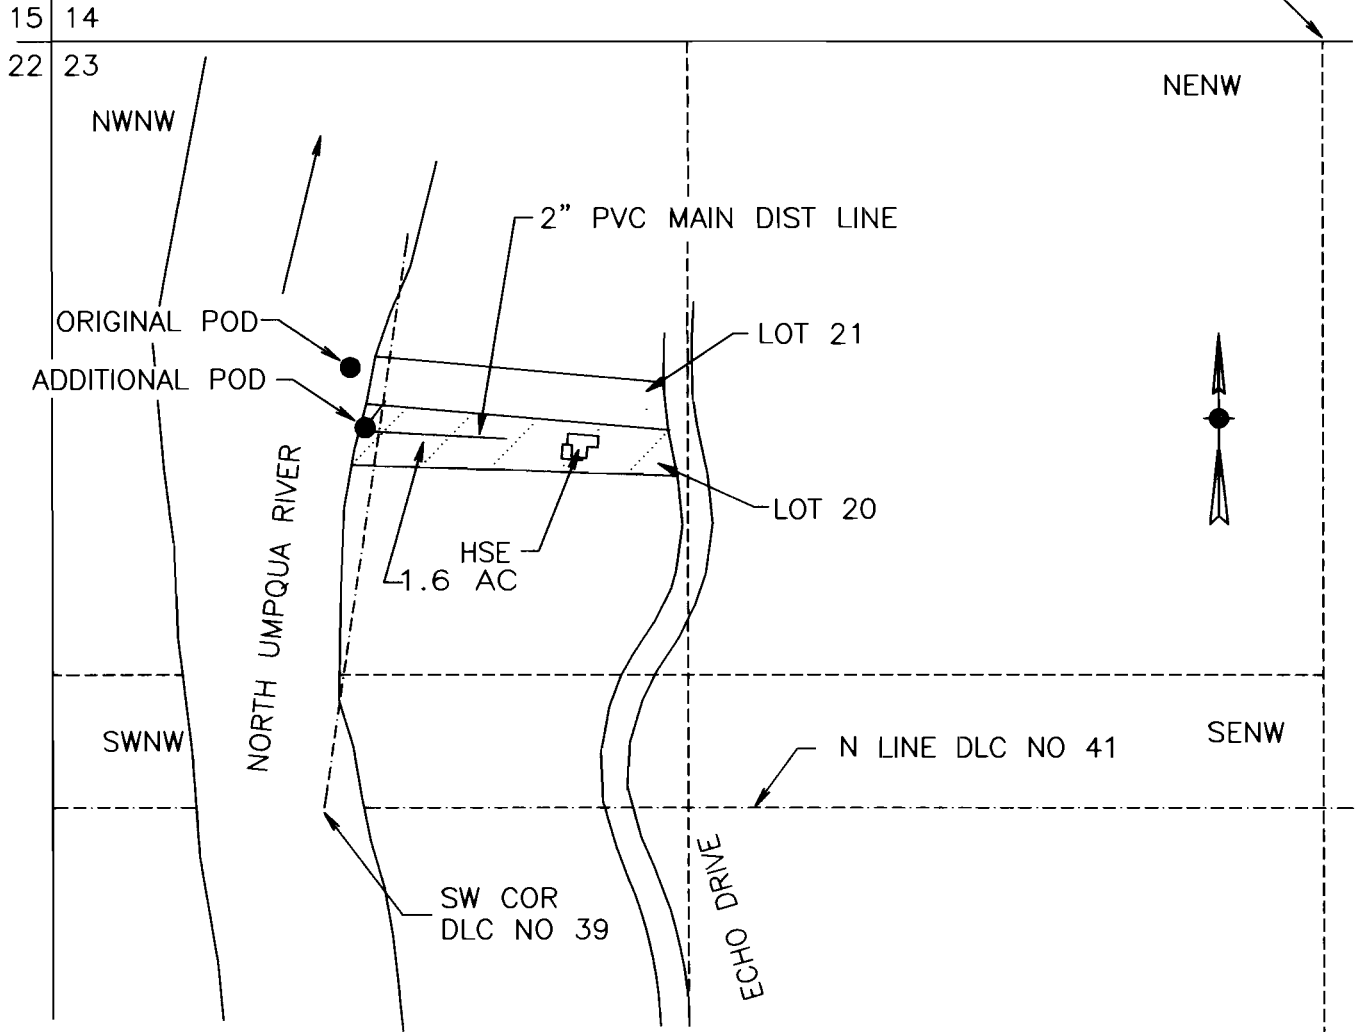 15 14
22 23
NENW
NWNW
2” PVC MAIN DIST LINE
ORIGINAL POD
LOT 21
ADDITIONAL POD
LOT 20
HSE
1.6 AC
NORTH UMPQUA RIVER
SWNW
SENW
N LINE DLC NO 41
ECHO DRIVE
SW COR
DLC NO 39